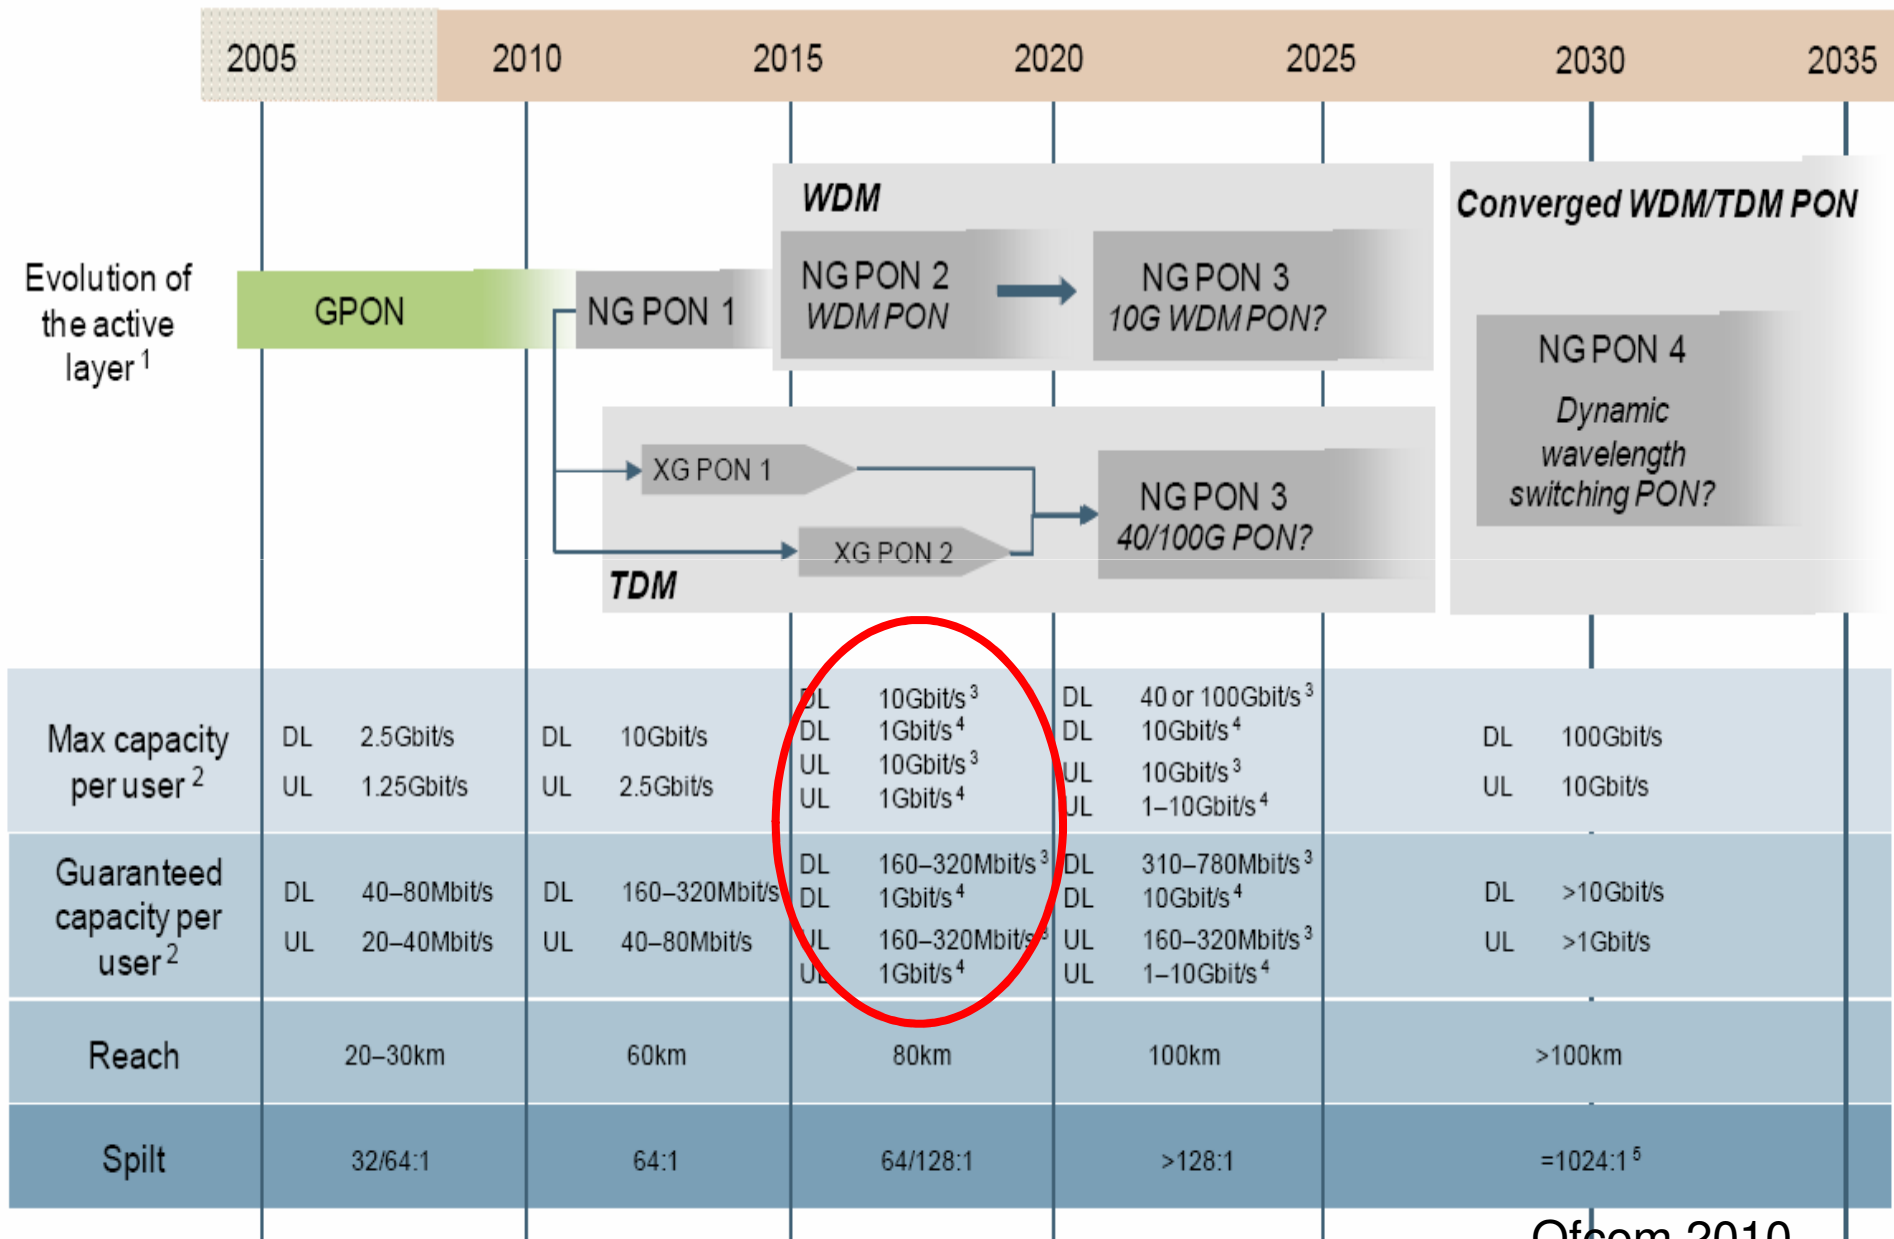 2005 2010 2015 2020 2025 2030 2035
WDM
Converged WDM/TDM PON
Evolution of
the active
layer 1
GPON
NG PON 1
NG PON 2
WDM PON
NG PON 3
10G WDM PON?
NG PON 4
Dynamic
wavelength
switching PON?
XG PON 1
XG PON 2
NG PON 3
40/100G PON?
TDM
Max capacity
per user 2
DL 2.5Gbit/s
UL 1.25Gbit/s
DL 10Gbit/s
UL 2.5Gbit/s
DL 10Gbit/s 3
DL 1Gbit/s 4
UL 10Gbit/s 3
UL 1Gbit/s 4
DL 40 or 100Gbit/s 3
DL 10Gbit/s 4
UL 10Gbit/s 3
UL 1–10Gbit/s 4
DL 100Gbit/s
UL 10Gbit/s
Guaranteed
capacity per
user 2
DL 40–80Mbit/s
UL 20–40Mbit/s
DL 160–320Mbit/s
UL 40–80Mbit/s
DL 160–320Mbit/s 3
DL 1Gbit/s 4
UL 160–320Mbit/s 3
UL 1Gbit/s 4
DL 310–780Mbit/s 3
DL 10Gbit/s 4
UL 160–320Mbit/s 3
UL 1–10Gbit/s 4
DL >10Gbit/s
UL >1Gbit/s
Reach 20–30km 60km 80km 100km >100km
Spilt 32/64:1 64:1 64/128:1 >128:1 =1024:1 5
Ofcom 2010